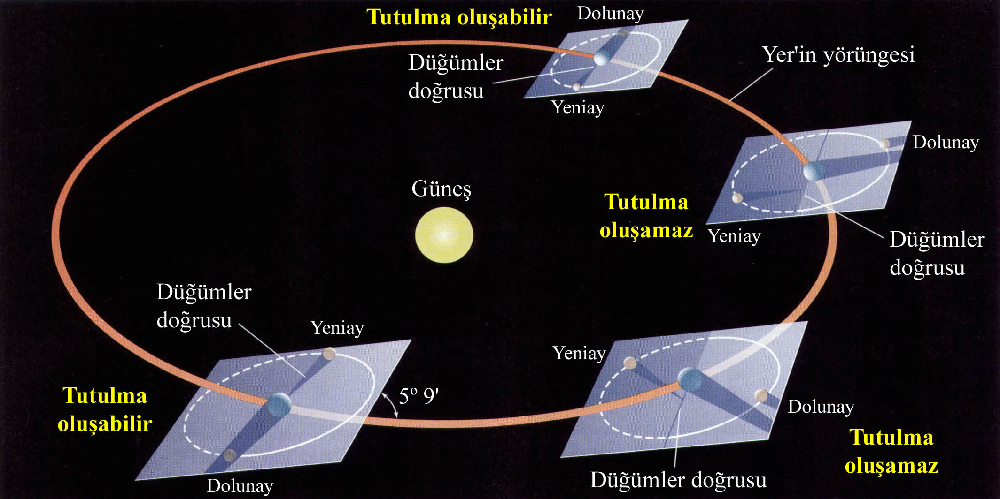 Tutulma oluşabilir
Dolunay
Düğümler
doğrusu
Yeniay
Yer'in yörüngesi
Dolunay
Güneş
Tutulma
oluşamaz
Yeniay
Düğümler
doğrusu
Düğümler
doğrusu
Yeniay
Yeniay
Tutulma
oluşabilir
5º 9'
Dolunay
Tutulma
oluşamaz
Dolunay
Düğümler doğrusu